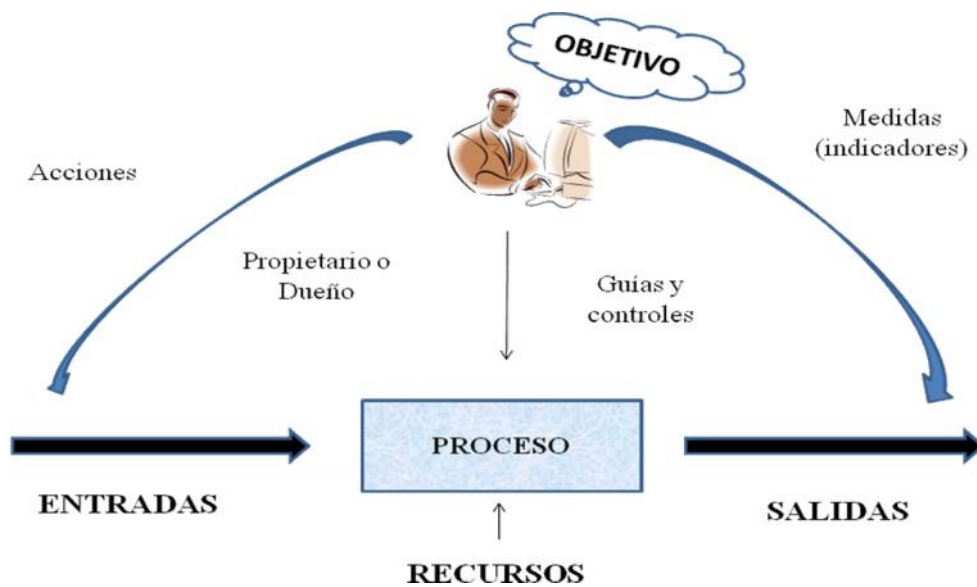 OBJETIVO
Medidas
(indicadores)
Acciones
Propietario o
Dueño
Guías y
controles
PROCESO
ENTRADAS
SALIDAS
RECURSOS